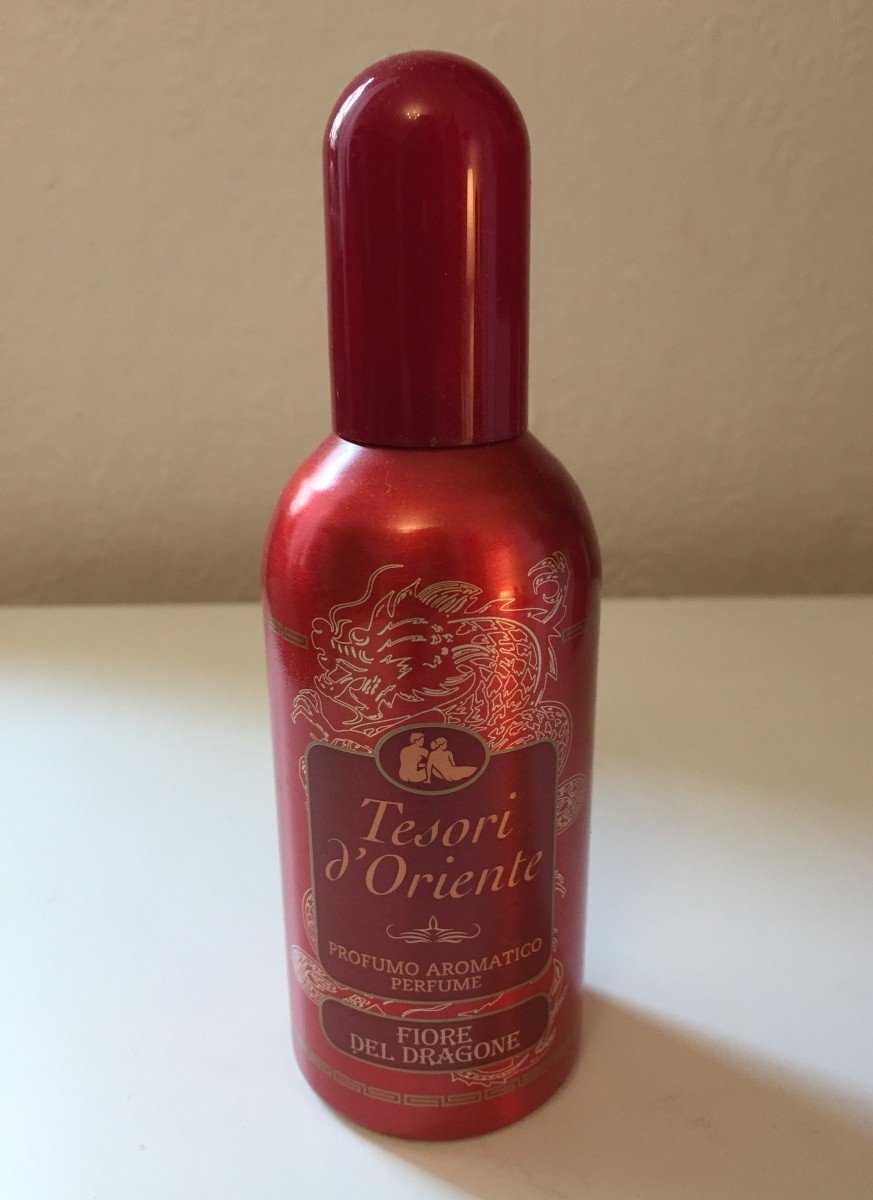 Tesori
d'Oriente
PROFUMO AROMATICO
PERFUME
FIORE
DEL DRAGONE